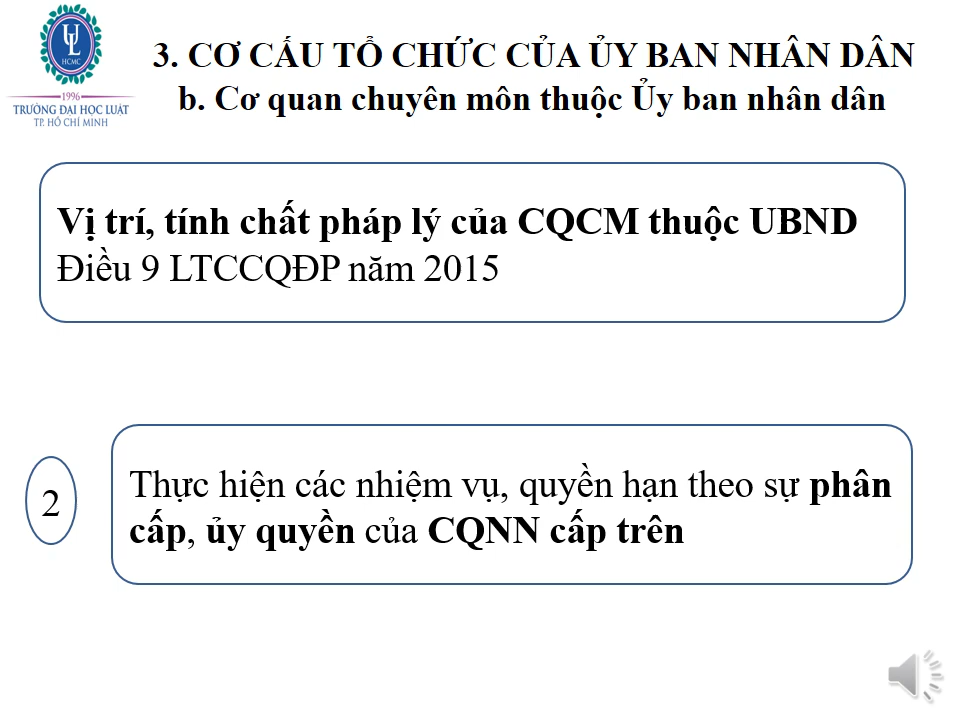 UL
HCMC
1996
TRƯỜNG ĐẠI HỌC LUẬT
TP. HỒ CHÍ MINH
3. CƠ CẤU TỔ CHỨC CỦA ỦY BAN NHÂN DÂN
b. Cơ quan chuyên môn thuộc Ủy ban nhân dân
Vị trí, tính chất pháp lý của CQCM thuộc UBND
Điều 9 LTCCQĐP năm 2015
2
Thực hiện các nhiệm vụ, quyền hạn theo sự phân
cấp, ủy quyền của CQNN cấp trên